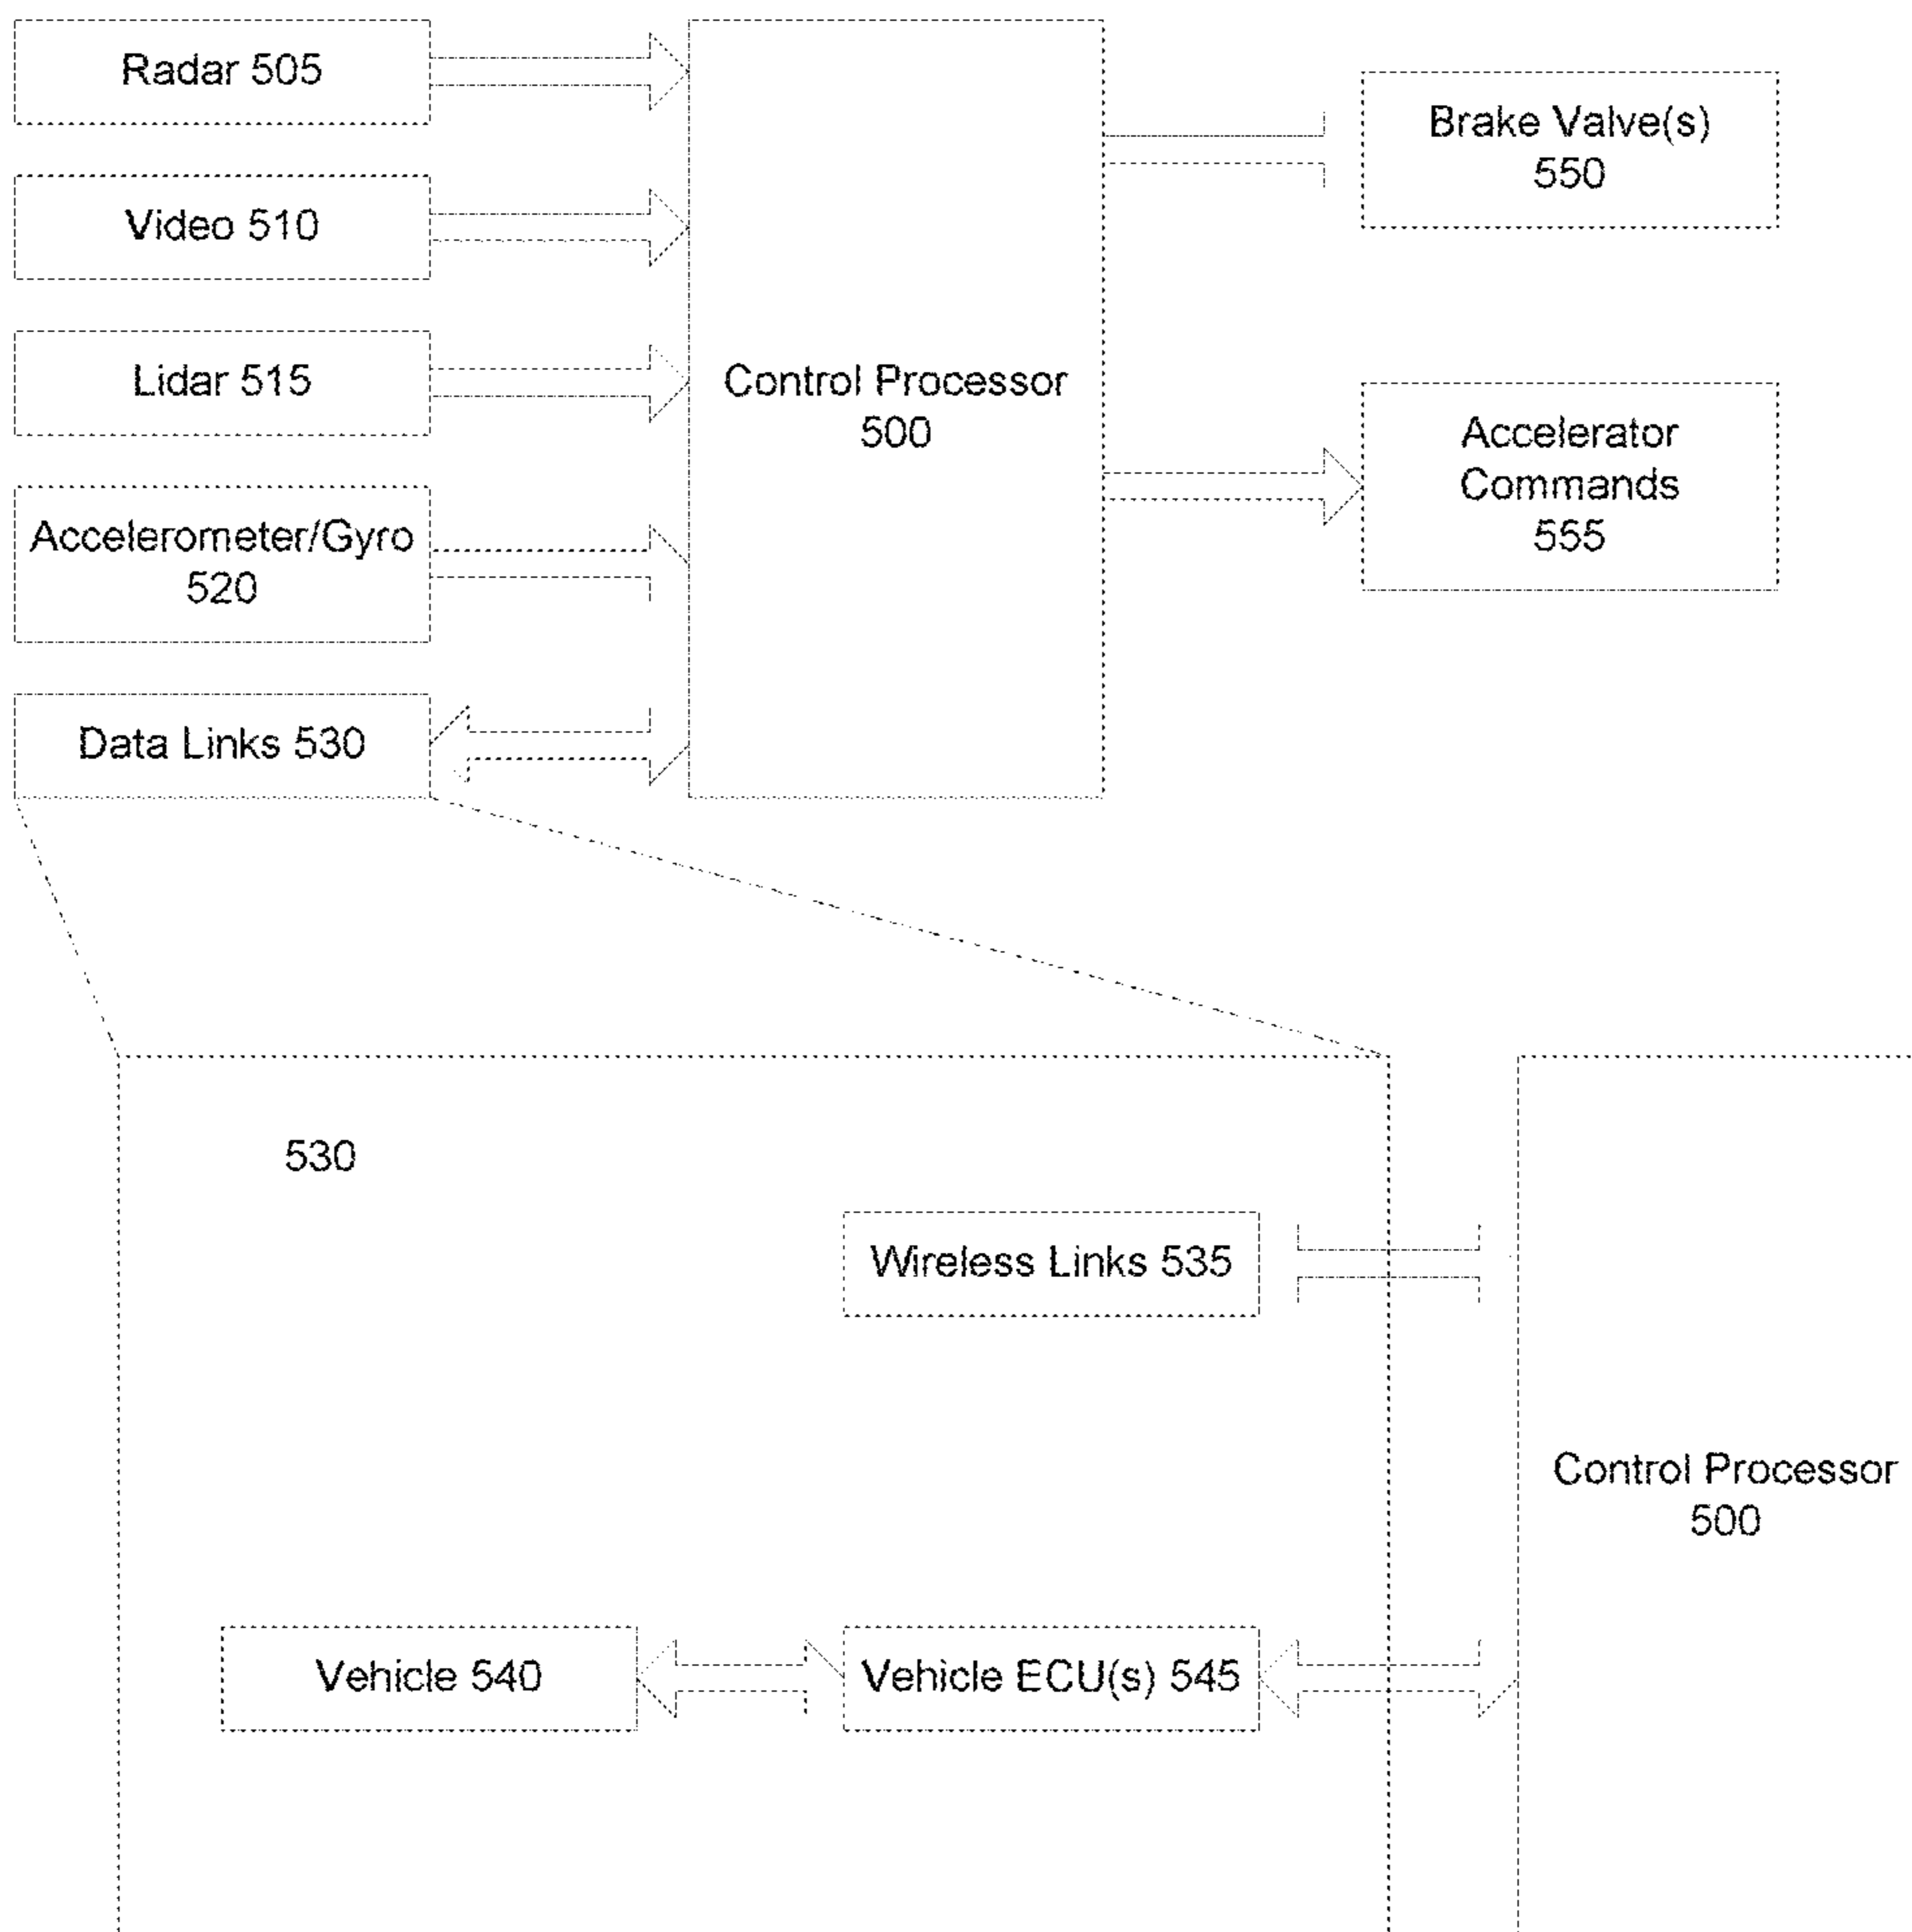 Radar 505
Video 510
Lidar 515
Accelerometer/Gyro
520
Data Links 530
Control Processor
500
Brake Valve(s)
550
Accelerator
Commands
555
530
Wireless Links 535
Vehicle 540
Vehicle ECU(s) 545
Control Processor
500